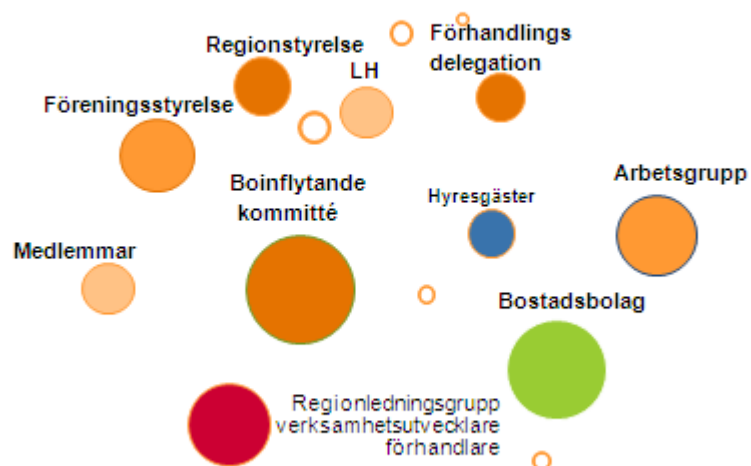 Regionstyrelse
Förhandlings
delegation
LH
Föreningsstyrelse
Arbetsgrupp
Boinflytande
kommitté
Hyresgäster
Medlemmar
Bostadsbolag
Regionledningsgrupp
verksamhetsutvecklare
förhandlare